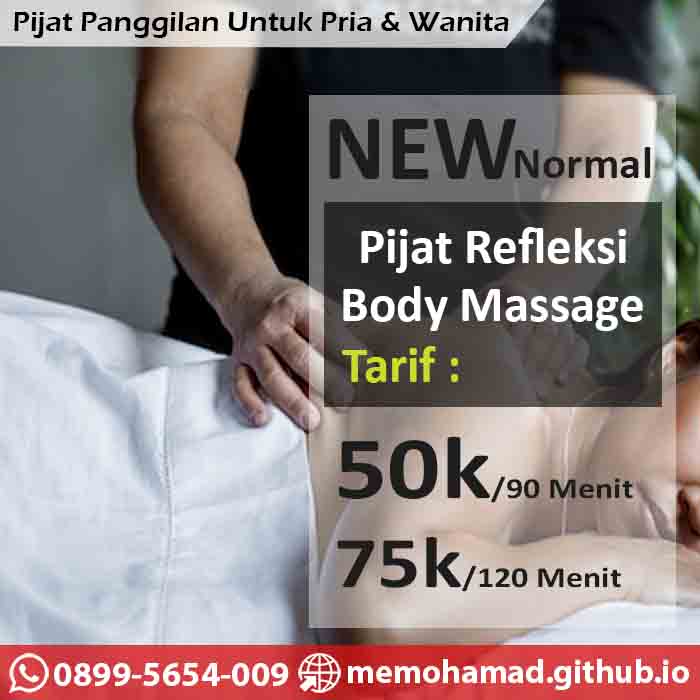 Pijat Panggilan Untuk Pria & Wanita
NEW Normal
Pijat Refleksi
Body Massage
Tarif :
50k/90 Menit
75k/120 Menit
0899-5654-009 memohamad.github.io